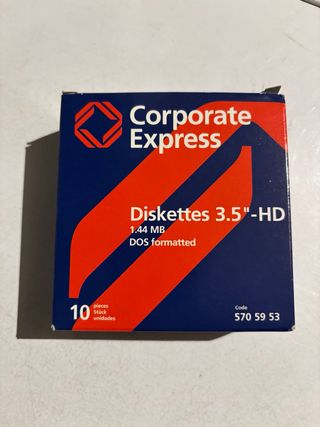 Corporate
Express
Diskettes 3.5"-HD
1.44 MB
DOS formatted
10 pieces
Stück
unidades
Code
570 59 53